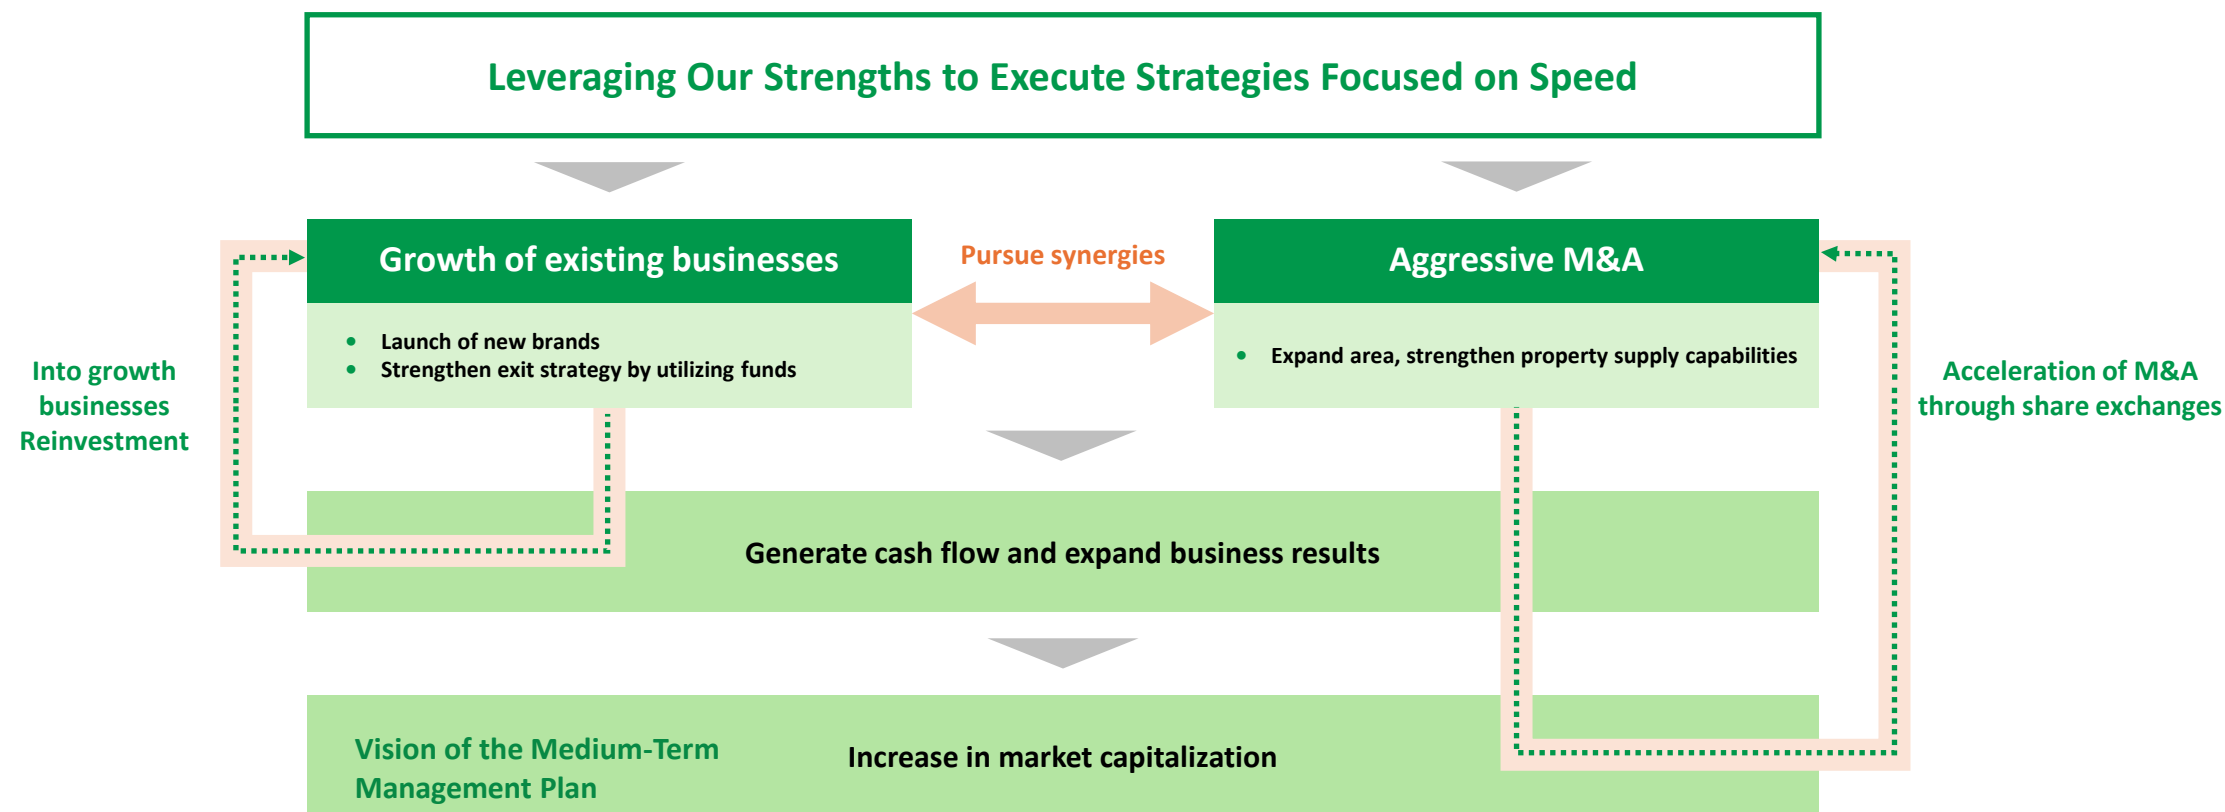 Leveraging Our Strengths to Execute Strategies Focused on Speed
Growth of existing businesses
Pursue synergies
Aggressive M&A
• Launch of new brands
• Strengthen exit strategy by utilizing funds
• Expand area, strengthen property supply capabilities
Into growth
businesses
Reinvestment
Acceleration of M&A
through share exchanges
Generate cash flow and expand business results
Vision of the Medium-Term
Management Plan
Increase in market capitalization